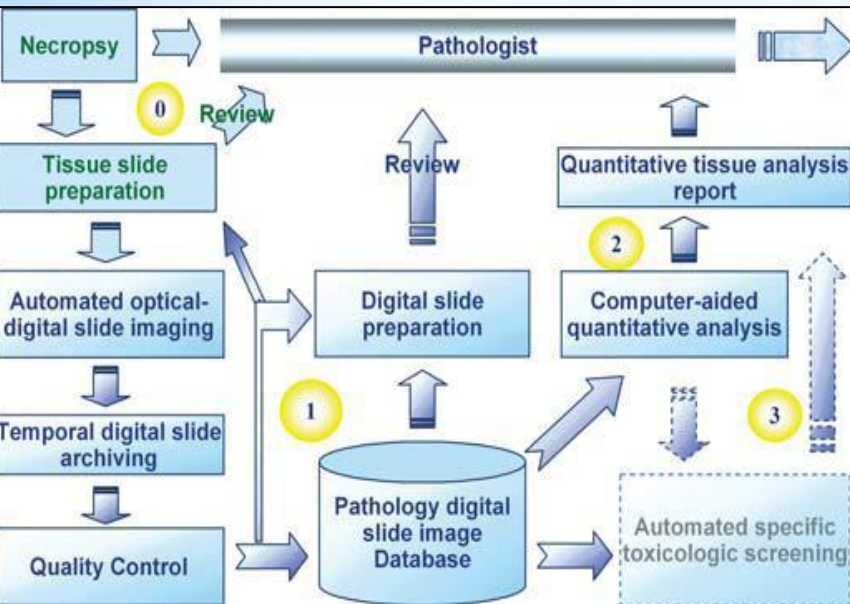 Necropsy
Pathologist
0
Review
Tissue slide
preparation
Review
Quantitative tissue analysis
report
2
Automated optical-
digital slide imaging
Digital slide
preparation
Computer-aided
quantitative analysis
1
3
Temporal digital slide
archiving
Pathology digital
slide image
Database
Automated specific
toxicologic screening
Quality Control